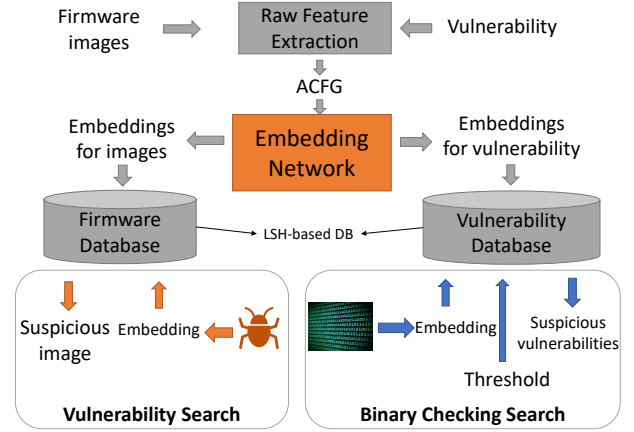 Firmware
images
Raw Feature
Extraction
Vulnerability
ACFG
Embeddings
for images
Embedding
Network
Embeddings
for vulnerability
Firmware
Database
LSH-based DB
Vulnerability
Database
Suspicious
image
Embedding
Vulnerability Search
Embedding
Suspicious
vulnerabilities
Threshold
Binary Checking Search